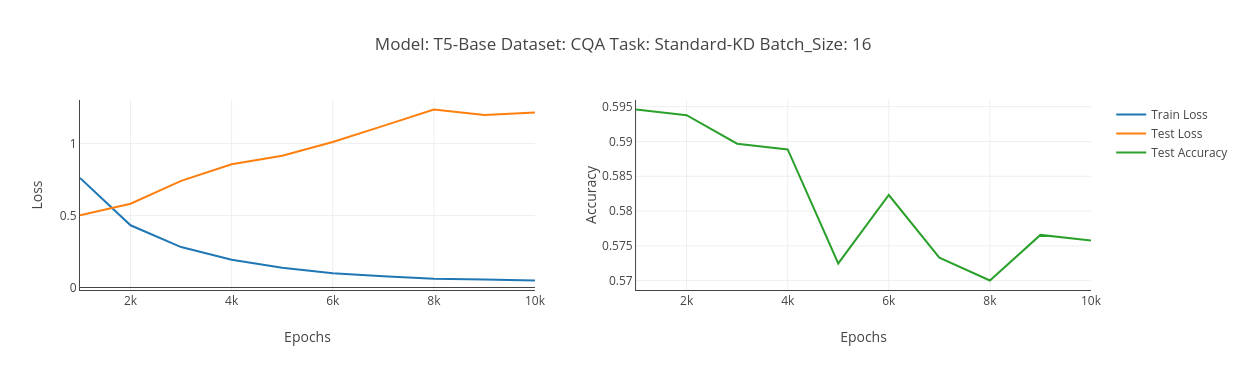 Model: T5-Base Dataset: CQA Task: Standard-KD Batch_Size: 16
Loss
1
0.5
0
2k
4k
6k
8k
10k
Epochs
Accuracy
0.595
0.59
0.585
0.58
0.575
0.57
2k
4k
6k
8k
10k
Epochs
Train Loss
Test Loss
Test Accuracy